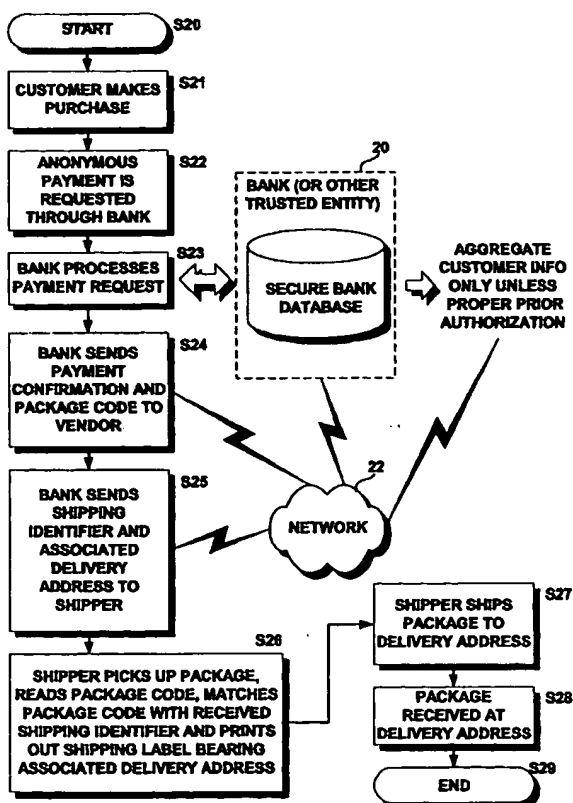 START
S20
CUSTOMER MAKES
PURCHASE
S21
ANONYMOUS
PAYMENT IS
REQUESTED
THROUGH BANK
S22
BANK PROCESSES
PAYMENT REQUEST
S23
20
BANK (OR OTHER
TRUSTED ENTITY)
SECURE BANK
DATABASE
AGGREGATE
CUSTOMER INFO
ONLY UNLESS
PROPER PRIOR
AUTHORIZATION
BANK SENDS
PAYMENT
CONFIRMATION AND
PACKAGE CODE TO
VENDOR
S24
BANK SENDS
SHIPPING
IDENTIFIER AND
ASSOCIATED
DELIVERY
ADDRESS TO
SHIPPER
S25
22
NETWORK
SHIPPER PICKS UP PACKAGE,
READS PACKAGE CODE, MATCHES
PACKAGE CODE WITH RECEIVED
SHIPPING IDENTIFIER AND PRINTS
OUT SHIPPING LABEL BEARING
ASSOCIATED DELIVERY ADDRESS
S26
SHIPPER SHIPS
PACKAGE TO
DELIVERY ADDRESS
S27
PACKAGE
RECEIVED AT
DELIVERY ADDRESS
S28
END
S29